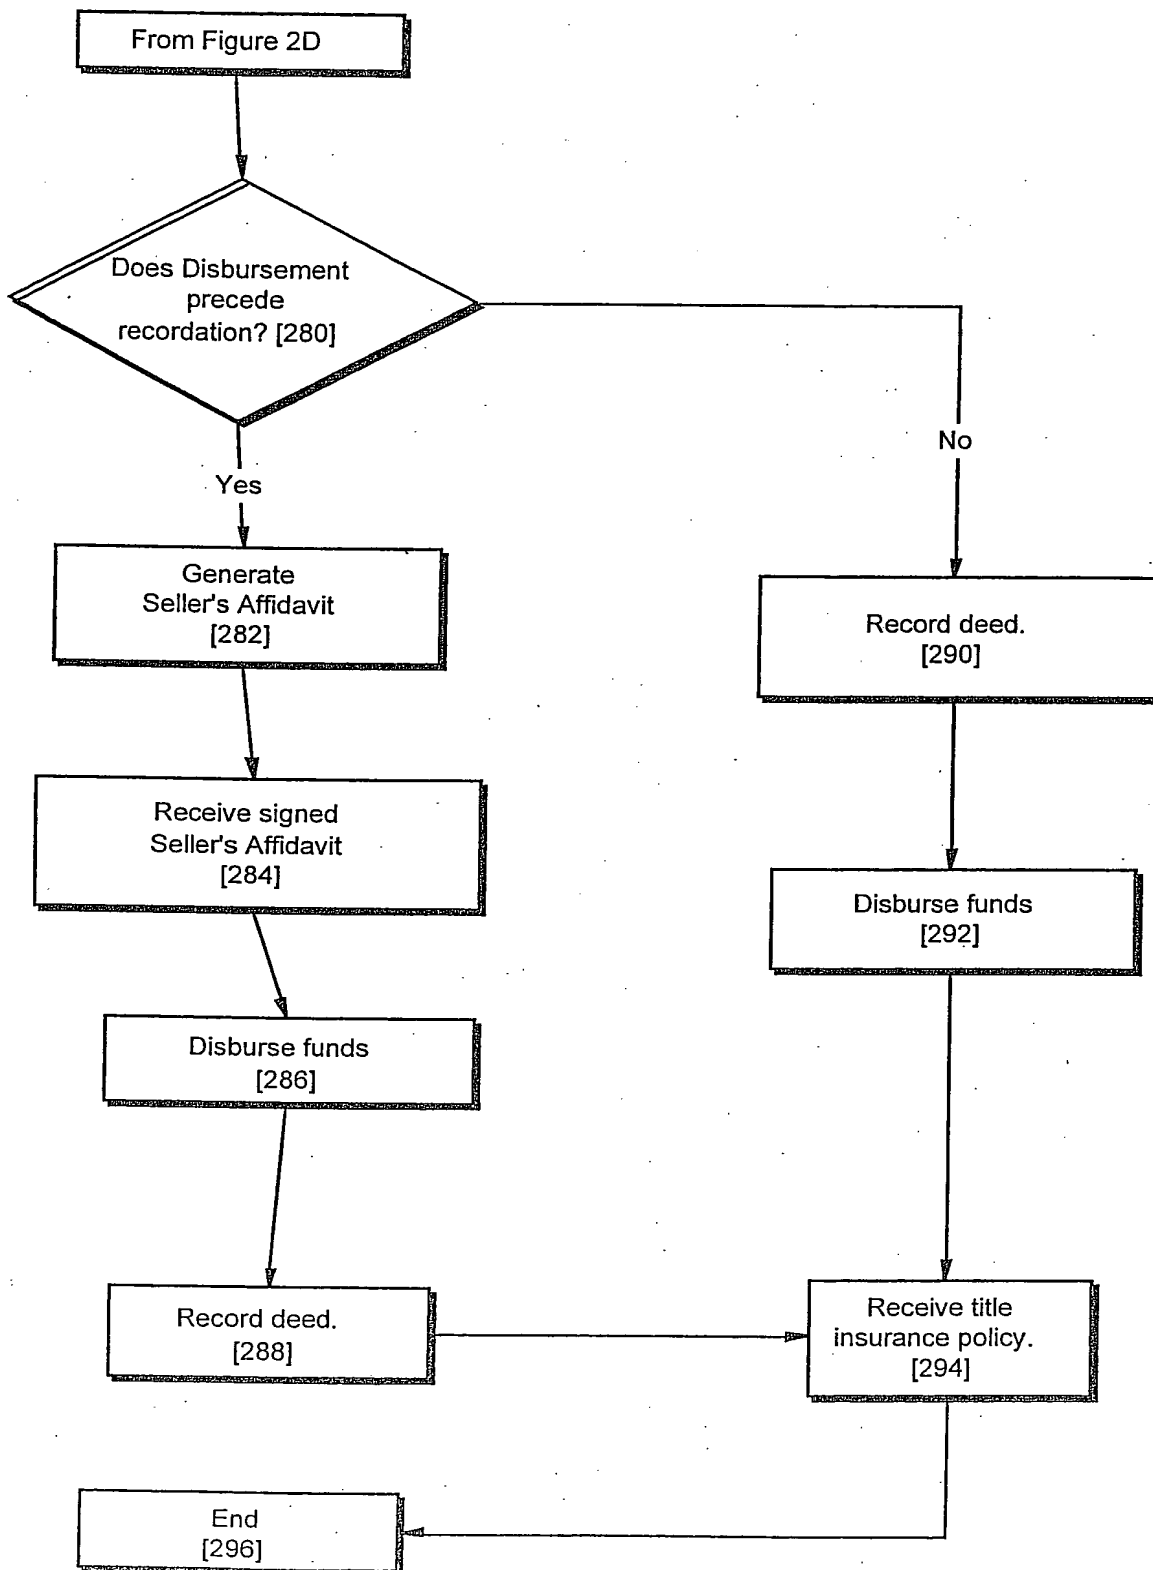 From Figure 2D
Does Disbursement
precede
recordation? [280]
No
Yes
Generate
Seller's Affidavit
[282]
Record deed.
[290]
Receive signed
Seller's Affidavit
[284]
Disburse funds
[292]
Disburse funds
[286]
Record deed.
[288]
Receive title
insurance policy.
[294]
End
[296]